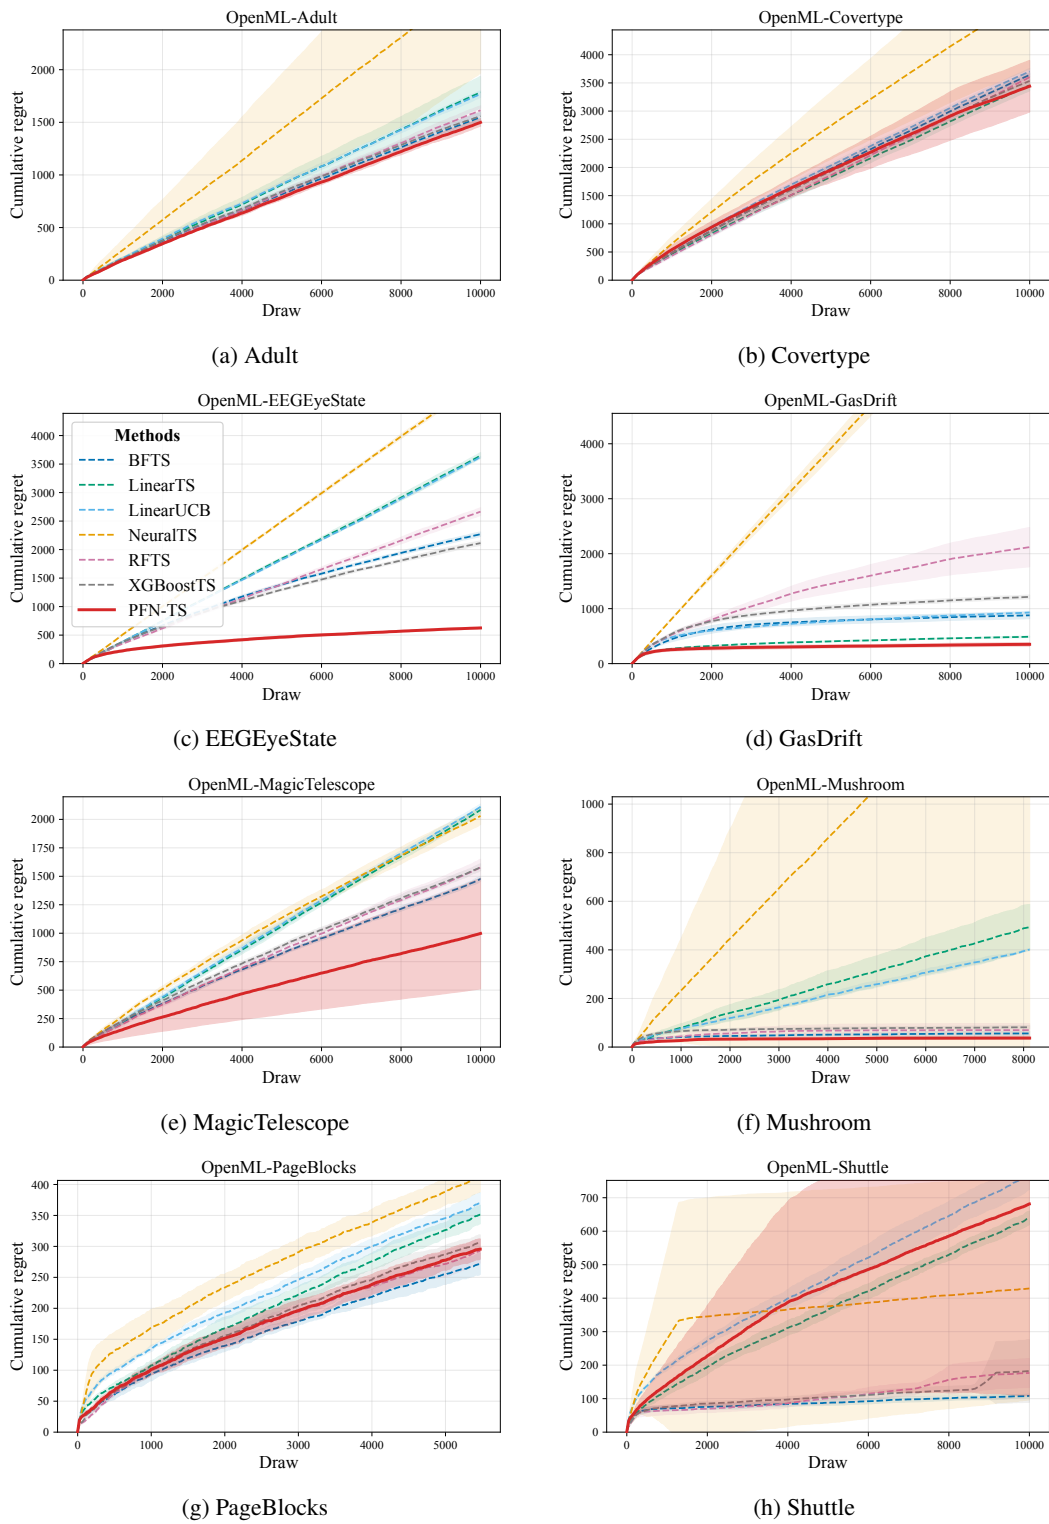 OpenML-Adult
Cumulative regret
2000
1500
1000
500
0
0 2000 4000 6000 8000 10000
Draw
(a) Adult
OpenML-Covertype
Cumulative regret
4000
3500
3000
2500
2000
1500
1000
500
0
0 2000 4000 6000 8000 10000
Draw
(b) Covertype
OpenML-EEGEyeState
Cumulative regret
4000
3500
3000
2500
2000
1500
1000
500
0
Methods
BFTS
LinearTS
LinearUCB
NeuralTS
RFTS
XGBoostTS
PFN-TS
0 2000 4000 6000 8000 10000
Draw
(c) EEGEyeState
OpenML-GasDrift
Cumulative regret
4000
3000
2000
1000
0
0 2000 4000 6000 8000 10000
Draw
(d) GasDrift
OpenML-MagicTelescope
Cumulative regret
2000
1750
1500
1250
1000
750
500
250
0
0 2000 4000 6000 8000 10000
Draw
(e) MagicTelescope
OpenML-Mushroom
Cumulative regret
1000
800
600
400
200
0
0 1000 2000 3000 4000 5000 6000 7000 8000
Draw
(f) Mushroom
OpenML-PageBlocks
Cumulative regret
400
350
300
250
200
150
100
50
0
0 1000 2000 3000 4000 5000
Draw
(g) PageBlocks
OpenML-Shuttle
Cumulative regret
700
600
500
400
300
200
100
0
0 2000 4000 6000 8000 10000
Draw
(h) Shuttle